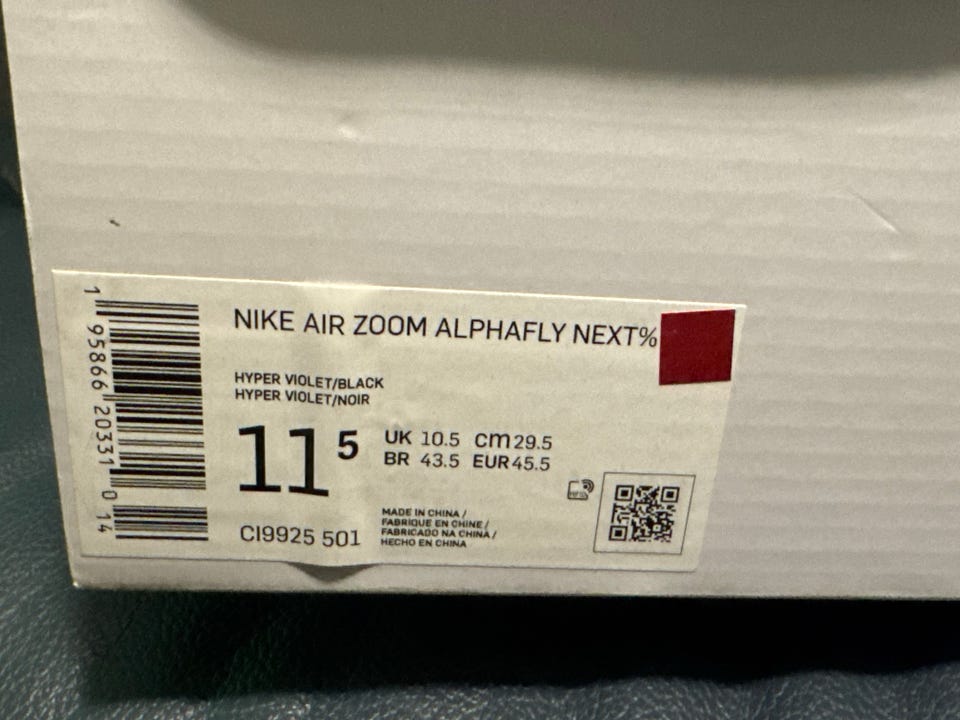 1 95866 20331 0 14
NIKE AIR ZOOM ALPHAFLY NEXT%
HYPER VIOLET/BLACK
HYPER VIOLET/NOIR
11 5
UK 10.5 cm 29.5
BR 43.5 EUR 45.5
CI9925 501
MADE IN CHINA /
FABRIQUE EN CHINE /
FABRICADO NA CHINA /
HECHO EN CHINA